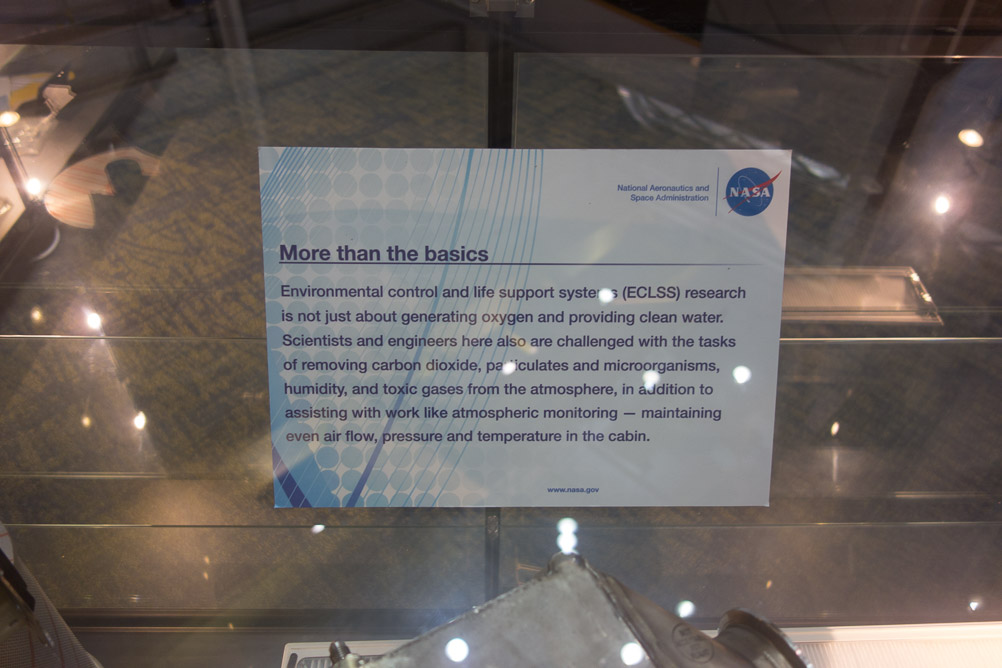 National Aeronautics and
Space Administration
NASA
More than the basics
Environmental control and life support systems (ECLSS) research
is not just about generating oxygen and providing clean water.
Scientists and engineers here also are challenged with the tasks
of removing carbon dioxide, particulates and microorganisms,
humidity, and toxic gases from the atmosphere, in addition to
assisting with work like atmospheric monitoring — maintaining
even air flow, pressure and temperature in the cabin.
www.nasa.gov